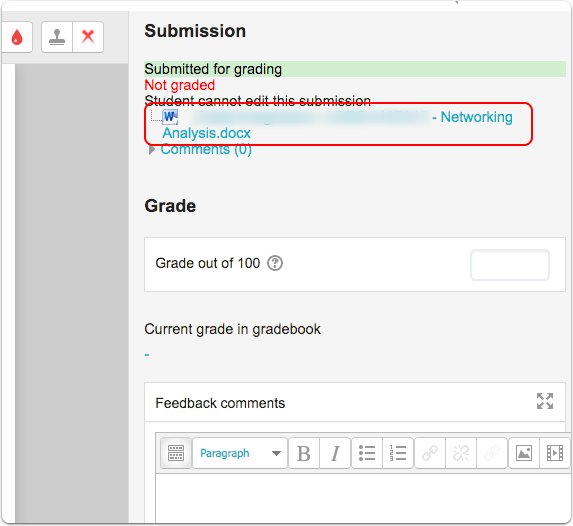 Submission
Submitted for grading
Not graded
Student cannot edit this submission
- Networking
Analysis.docx
Comments (0)
Grade
Grade out of 100
Current grade in gradebook
-
Feedback comments
Paragraph B I